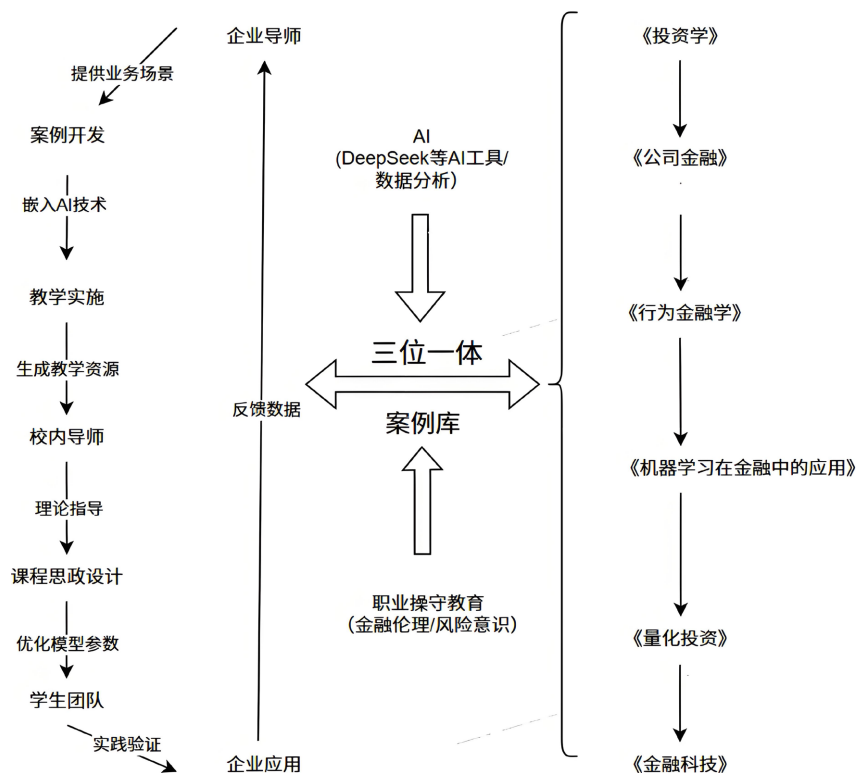 企业导师
提供业务场景
案例开发
嵌入AI技术
教学实施
生成教学资源
校内导师
理论指导
课程思政设计
优化模型参数
学生团队
实践验证
企业应用
反馈数据
AI
(DeepSeek等AI工具/
数据分析）
三位一体
案例库
职业操守教育
（金融伦理/风险意识）
《投资学》
《公司金融》
《行为金融学》
《机器学习在金融中的应用》
《量化投资》
《金融科技》